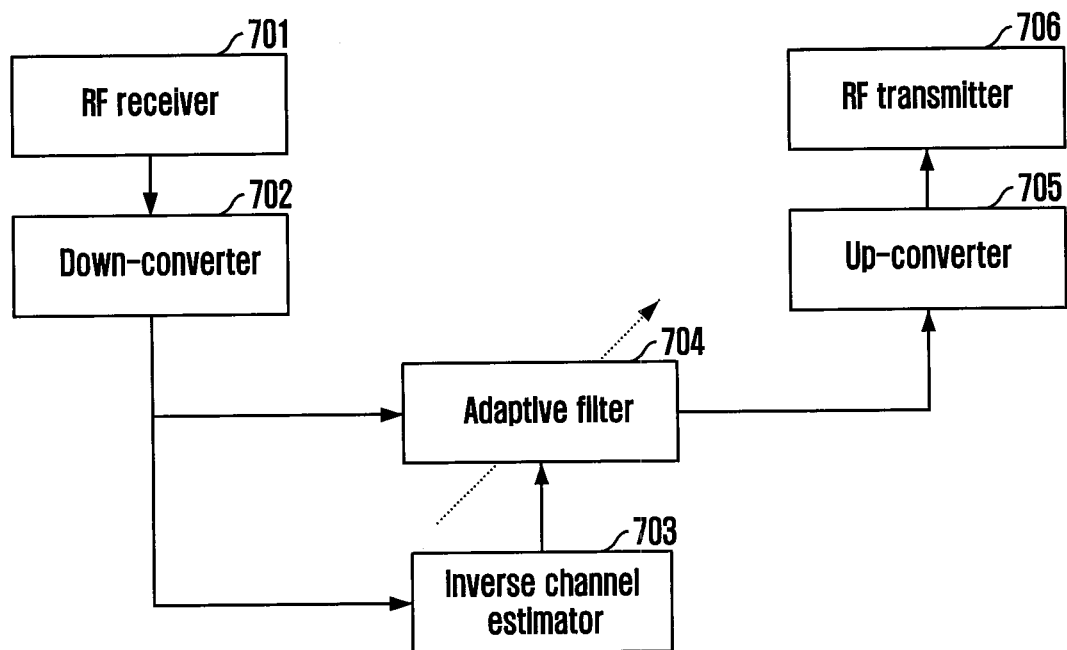 701
RF receiver
702
Down-converter
706
RF transmitter
705
Up-converter
704
Adaptive filter
703
Inverse channel
estimator